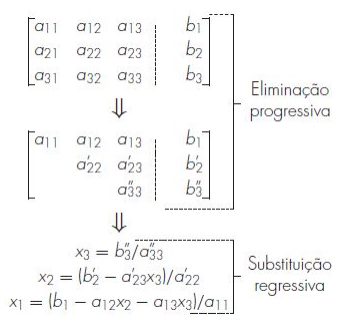 a11 a12 a13 b1
a21 a22 a23 b2
a31 a32 a33 b3
Eliminação
progressiva
⇓
a11 a12 a13 b1
a′22 a′23 b′2
a″33 b″3
⇓
x3 = b″3/a″33
x2 = (b′2 − a′23x3)/a′22
x1 = (b1 − a12x2 − a13x3)/a11
Substituição
regressiva